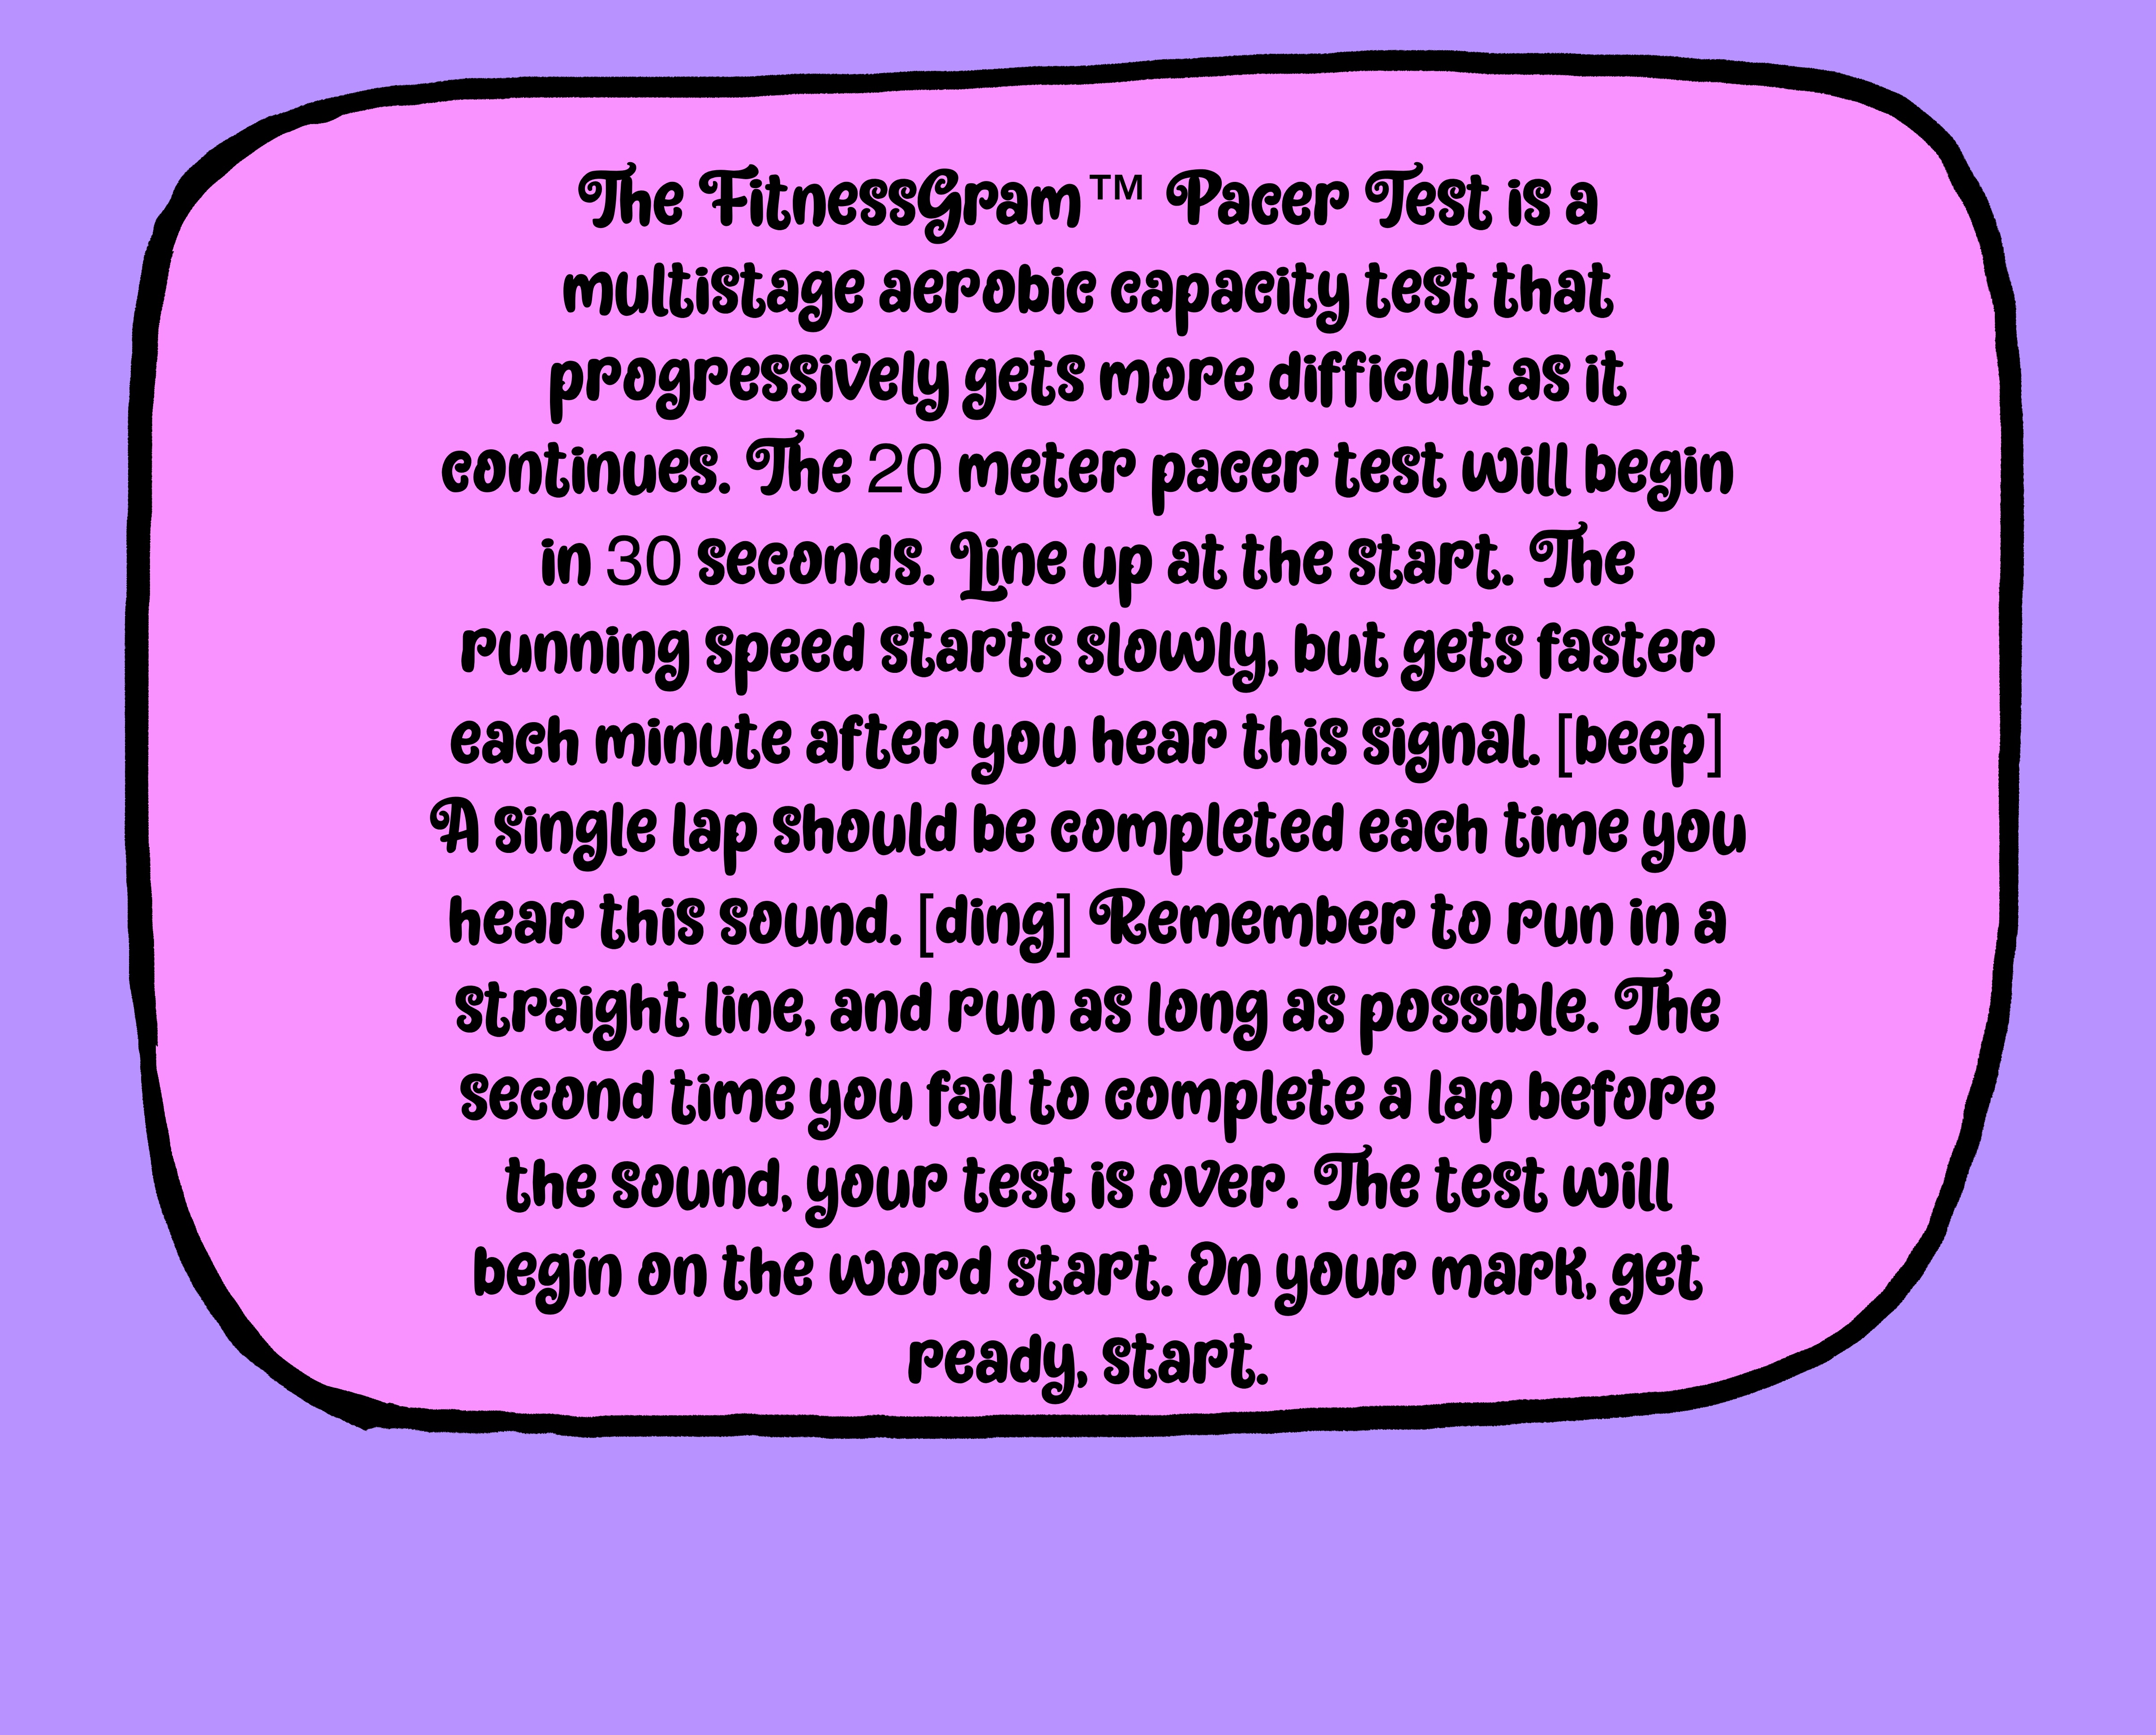 The FitnessGram™ Pacer Test is a
multistage aerobic capacity test that
progressively gets more difficult as it
continues. The 20 meter pacer test will begin
in 30 seconds. Line up at the start. The
running speed starts slowly, but gets faster
each minute after you hear this signal. [beep]
A single lap should be completed each time you
hear this sound. [ding] Remember to run in a
straight line, and run as long as possible. The
second time you fail to complete a lap before
the sound, your test is over. The test will
begin on the word start. On your mark, get
ready, start.